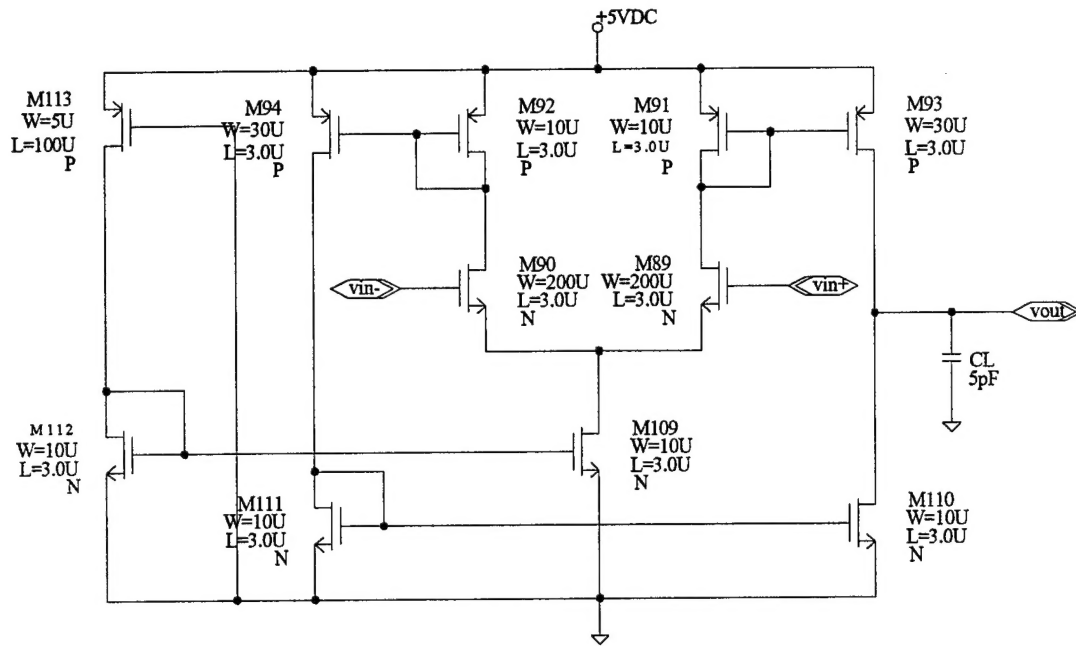 +5VDC
M113
W=5U
L=100U
P
M94
W=30U
L=3.0U
P
M92
W=10U
L=3.0U
P
M91
W=10U
L=3.0U
P
M93
W=30U
L=3.0U
P
vin-
M90
W=200U
L=3.0U
N
M89
W=200U
L=3.0U
N
vin+
vout
CL
5pF
M112
W=10U
L=3.0U
N
M109
W=10U
L=3.0U
N
M111
W=10U
L=3.0U
N
M110
W=10U
L=3.0U
N